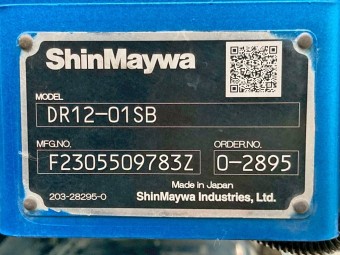 ShinMaywa
MODEL
DR12-01SB
MFG.NO. ORDER.NO.
F2305509783Z O-2895
Made in Japan
203-28295-0 ShinMaywa Industries, Ltd.